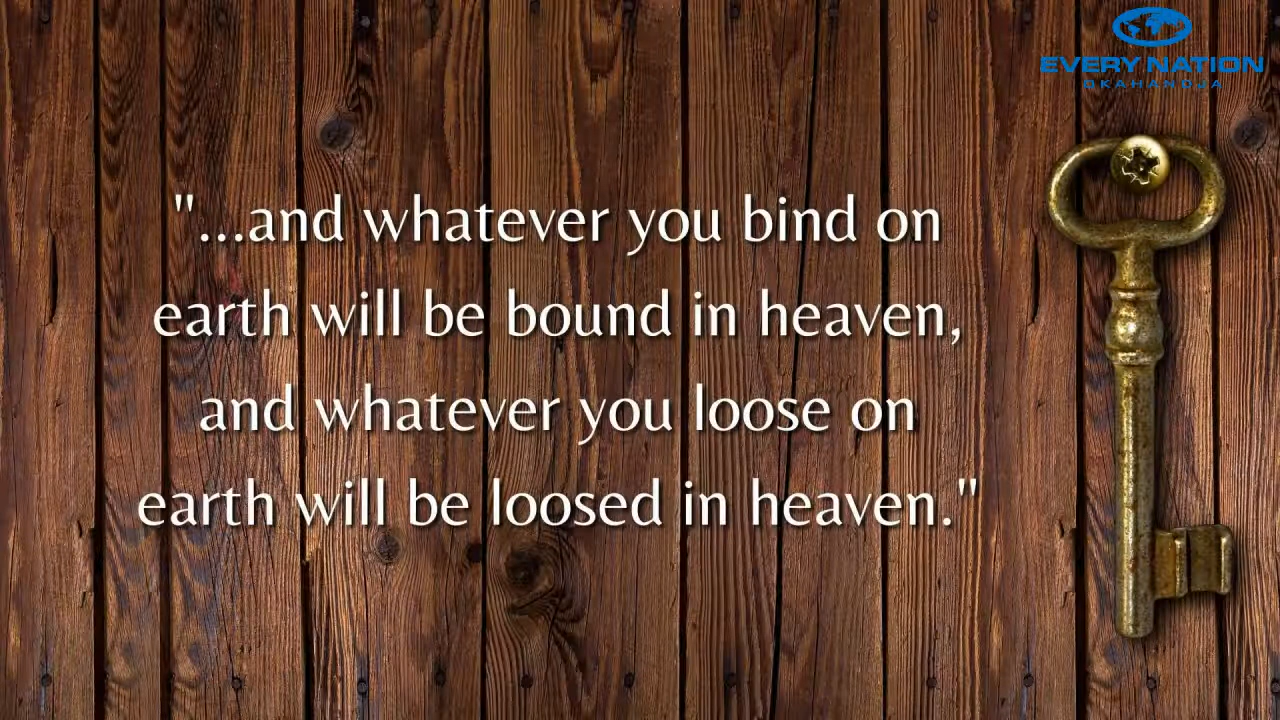 EVERY NATION
OKAHANDJA
"...and whatever you bind on
earth will be bound in heaven,
and whatever you loose on
earth will be loosed in heaven."